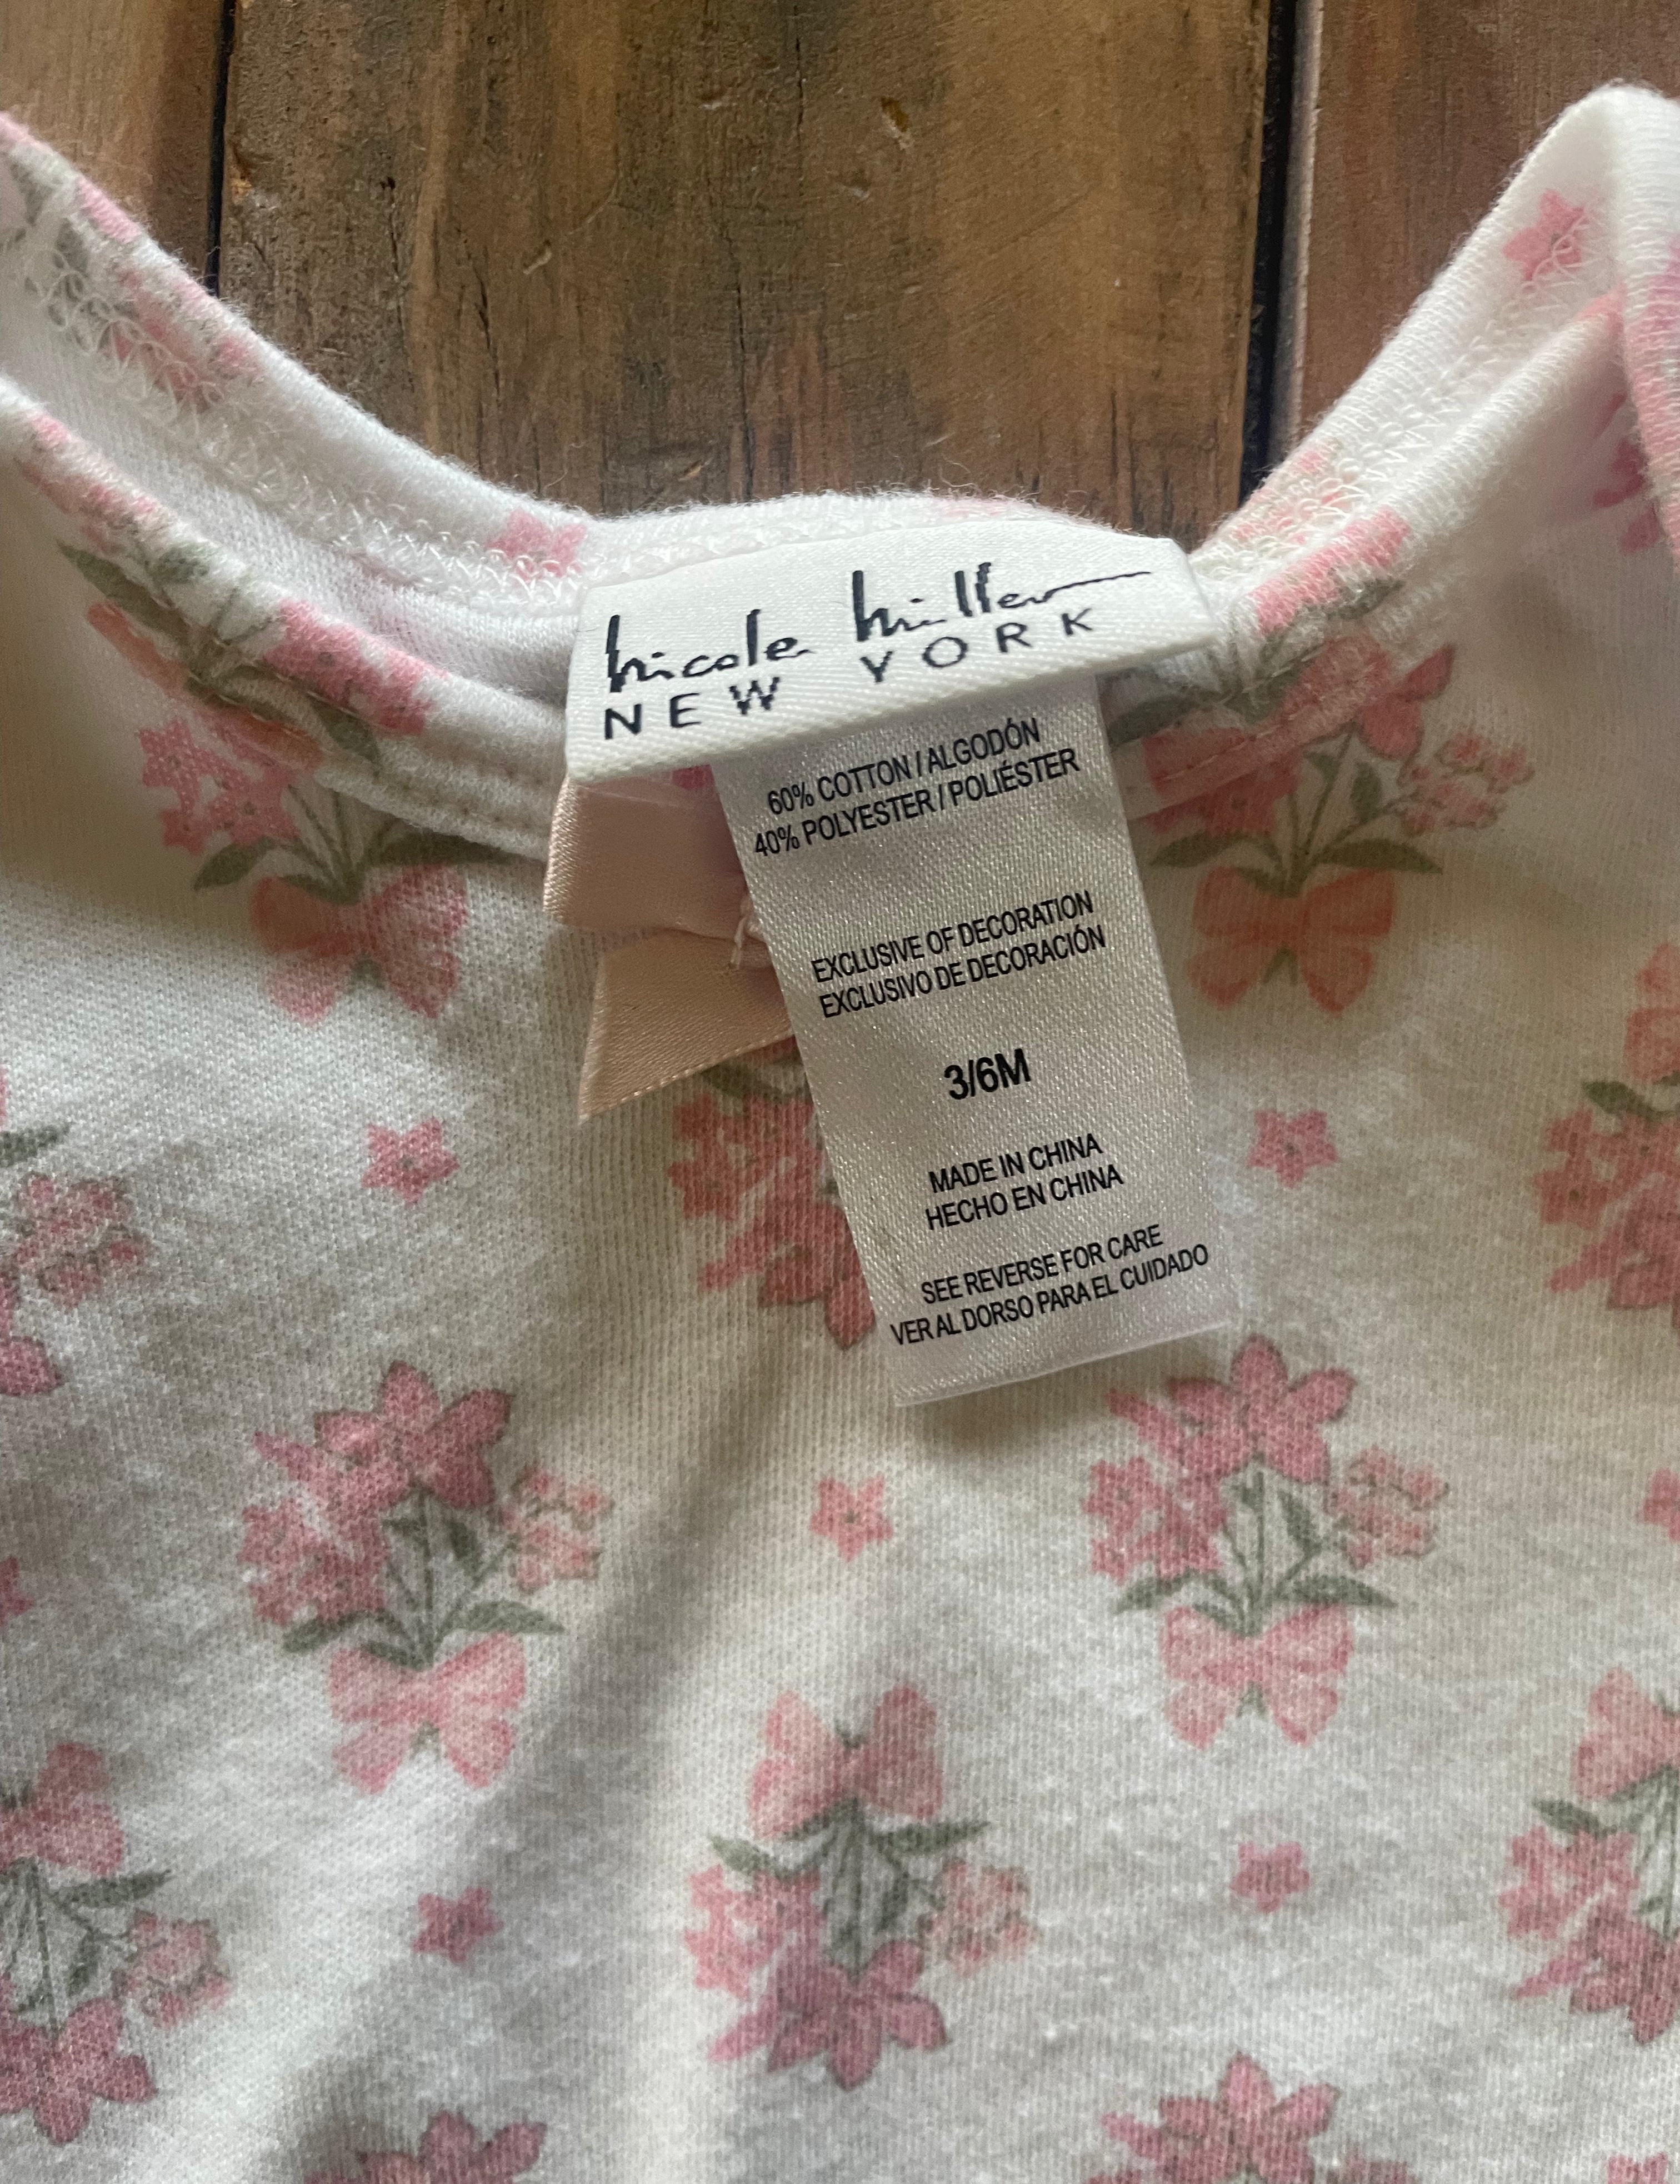 nicole miller
NEW YORK
60% COTTON / ALGODÓN
40% POLYESTER / POLIÉSTER
EXCLUSIVE OF DECORATION
EXCLUSIVO DE DECORACIÓN
3/6M
MADE IN CHINA
HECHO EN CHINA
SEE REVERSE FOR CARE
VER AL DORSO PARA EL CUIDADO